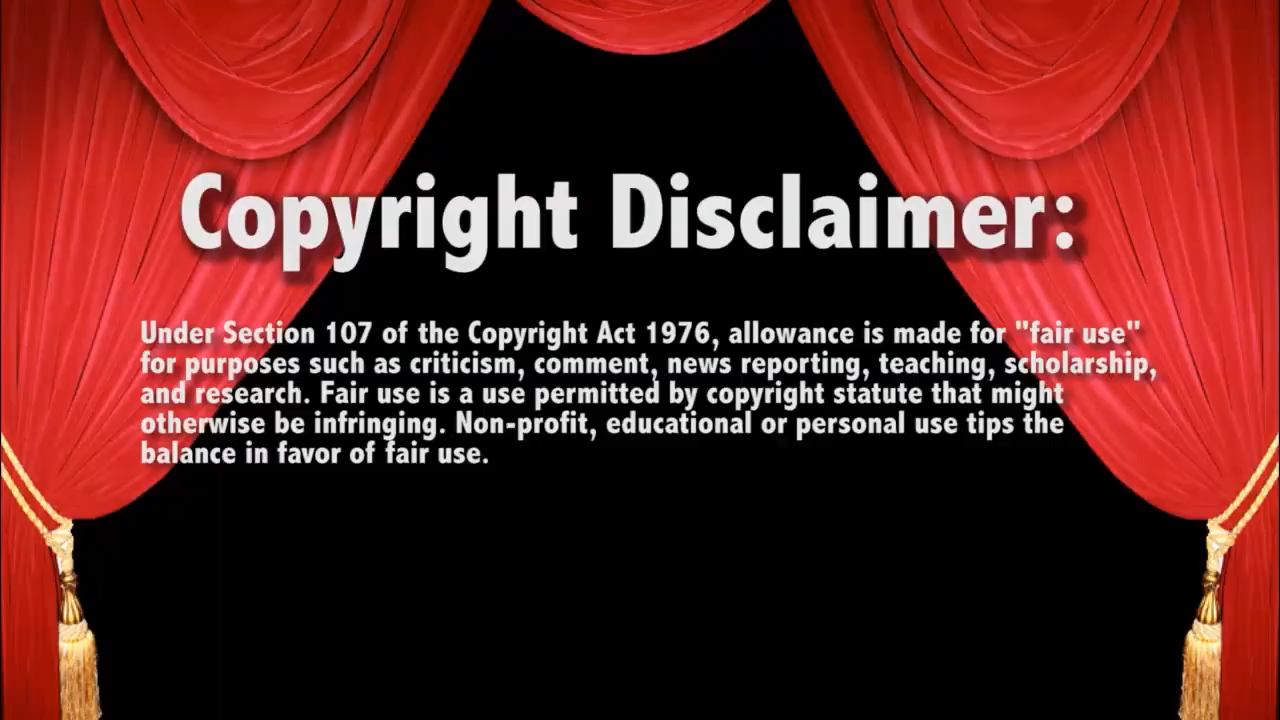 Copyright Disclaimer:
Under Section 107 of the Copyright Act 1976, allowance is made for "fair use"
for purposes such as criticism, comment, news reporting, teaching, scholarship,
and research. Fair use is a use permitted by copyright statute that might
otherwise be infringing. Non-profit, educational or personal use tips the
balance in favor of fair use.